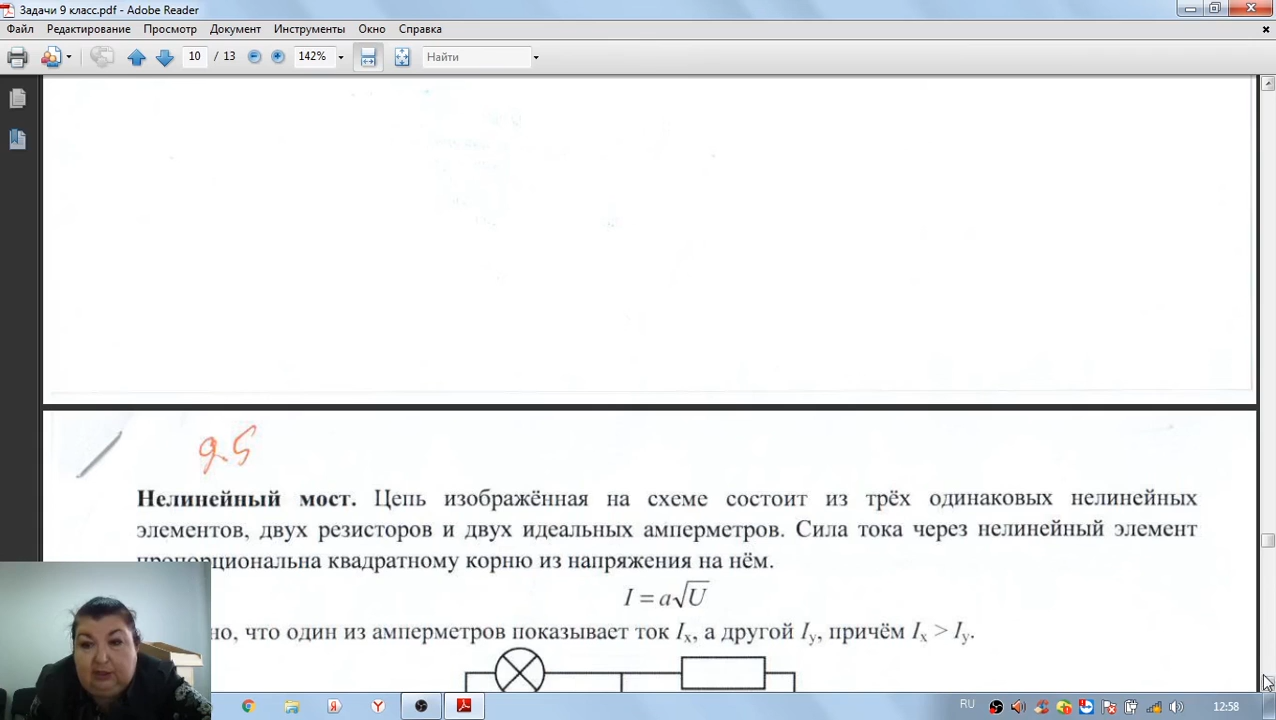 Задачи 9 класс.pdf - Adobe Reader
Файл Редактирование Просмотр Документ Инструменты Окно Справка
10 / 13 142% Найти
9.5
Нелинейный мост. Цепь изображённая на схеме состоит из трёх одинаковых нелинейных
элементов, двух резисторов и двух идеальных амперметров. Сила тока через нелинейный элемент
пропорциональна квадратному корню из напряжения на нём.
I = a√U
но, что один из амперметров показывает ток Ix, а другой Iy, причём Ix > Iy.
RU 12:58